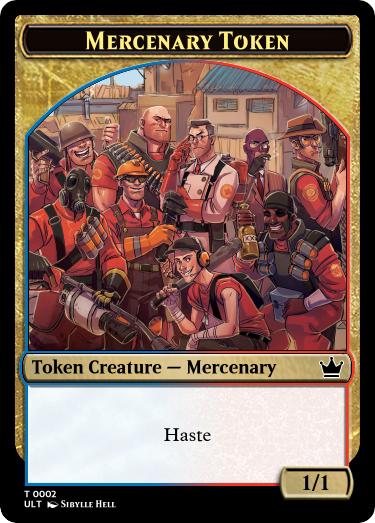 Mercenary Token
Token Creature — Mercenary
Haste
1/1
T 0002
ULT Sibylle Hell